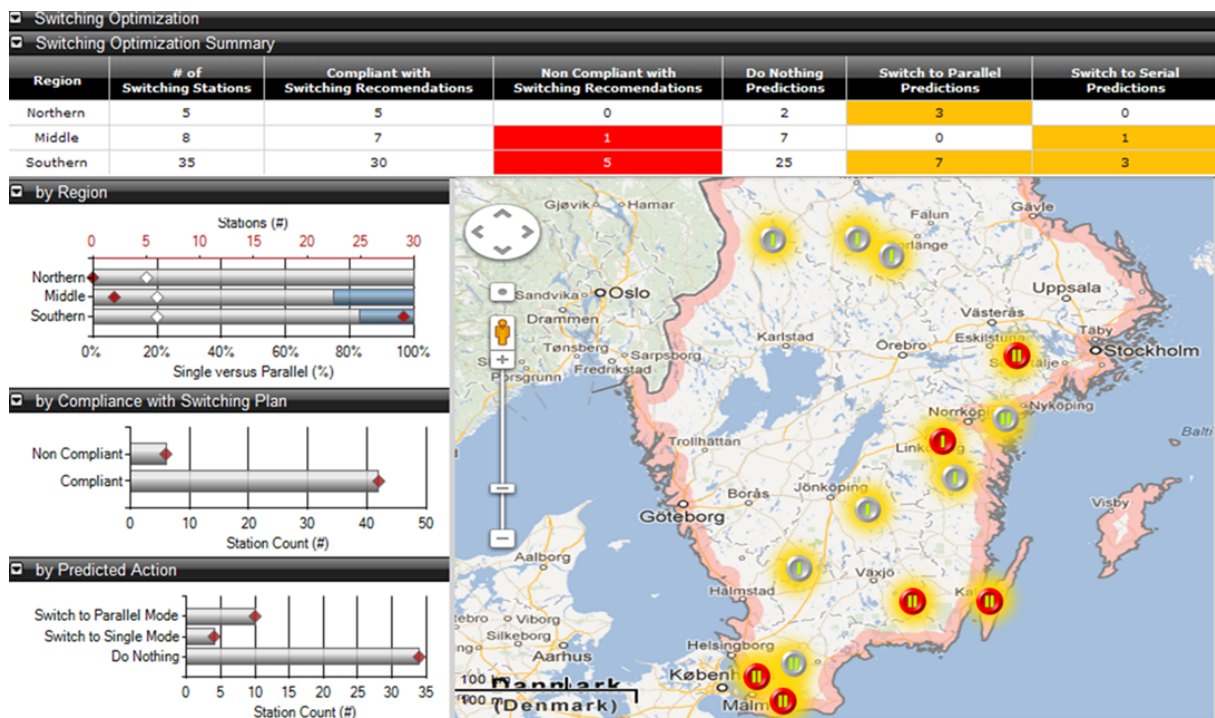 Switching Optimization
Switching Optimization Summary
Region # of Switching Stations Compliant with Switching Recomendations Non Compliant with Switching Recomendations Do Nothing Predictions Switch to Parallel Predictions Switch to Serial Predictions
Northern 5 5 0 2 3 0
Middle 8 7 1 7 0 1
Southern 35 30 5 25 7 3
by Region
Stations (#)
0 5 10 15 20 25 30
Northern
Middle
Southern
0% 20% 40% 60% 80% 100%
Single versus Parallel (%)
by Compliance with Switching Plan
Non Compliant
Compliant
0 10 20 30 40 50
Station Count (#)
by Predicted Action
Switch to Parallel Mode
Switch to Single Mode
Do Nothing
0 5 10 15 20 25 30 35
Station Count (#)
Gjøvik Hamar
Falun
Gävle
Uppsala
Sandvika Oslo
Drammen
Västerås
Täby
Karlstad
Örebro
Stockholm
Tønsberg
Sarpsborg
Fredrikstad
Porsgrunn
Nyköping
Trollhättan
Balti
Borås
Jönköping
Göteborg
Visby
Aalborg
Växjö
Halmstad
Viborg
Silkeborg
Aarhus
Helsingborg
100
Danmark
(Denmark)
Malm